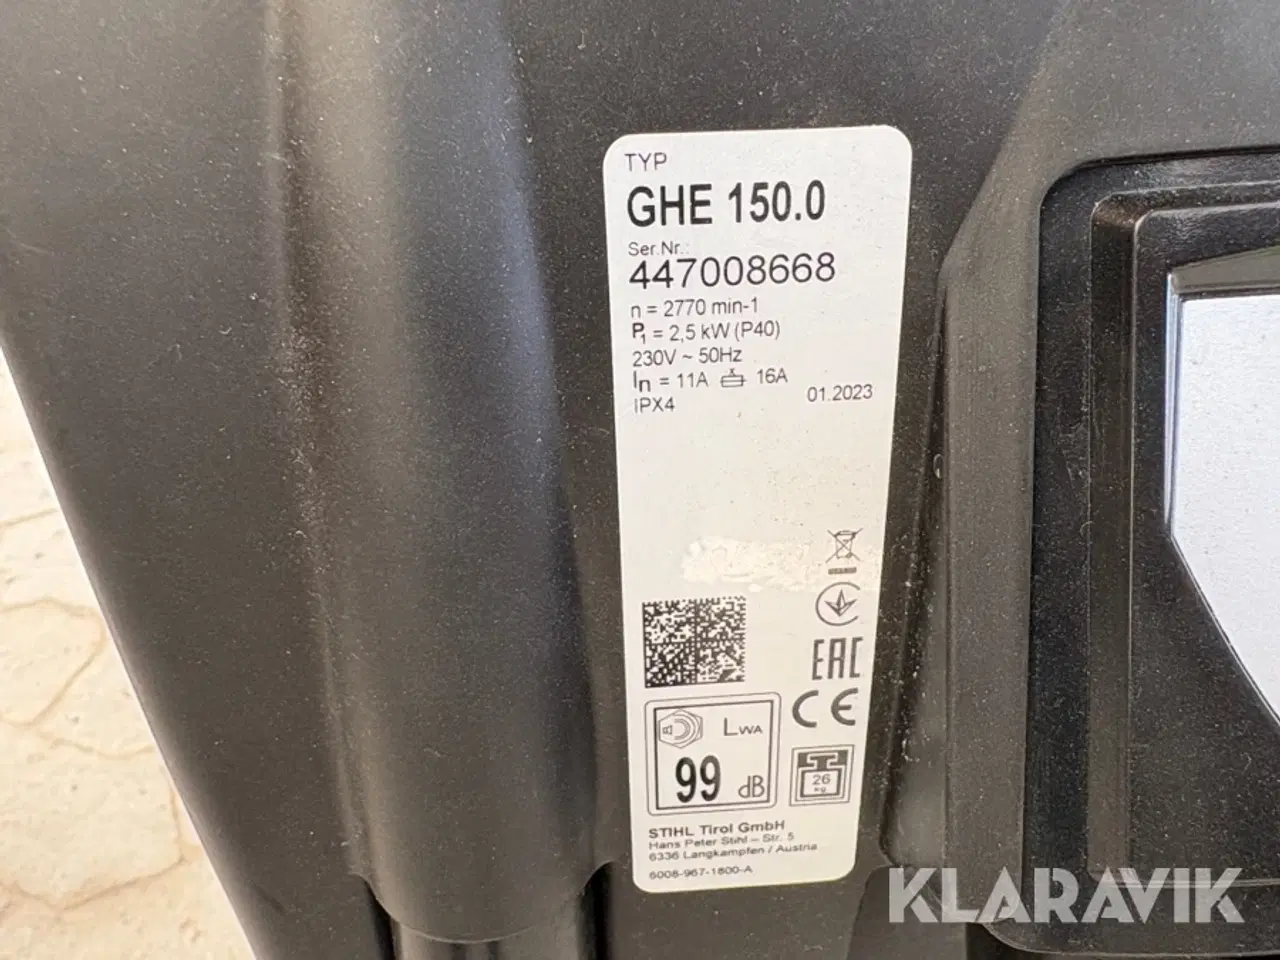 TYP
GHE 150.0
Ser.Nr.:
447008668
n = 2770 min-1
P1 = 2,5 kW (P40)
230V ~ 50Hz
In = 11A 16A
IPX4 01.2023
EAC
CE
LWA
99 dB
26
kg
STIHL Tirol GmbH
Hans Peter Stihl – Str. 5
6336 Langkampfen / Austria
6008-967-1800-A
KLARAVIK